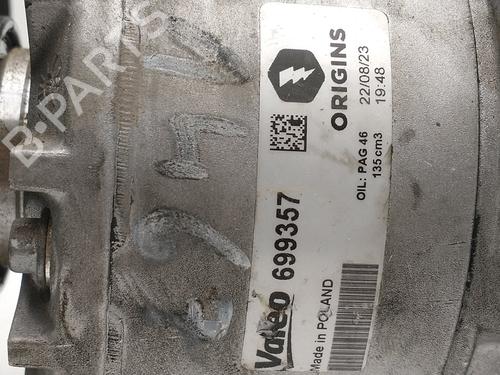 Valeo 699357
Made in POLAND
ORIGINS
OIL: PAG 46
135 cm3
22/08/23
19:48
B-PARTS